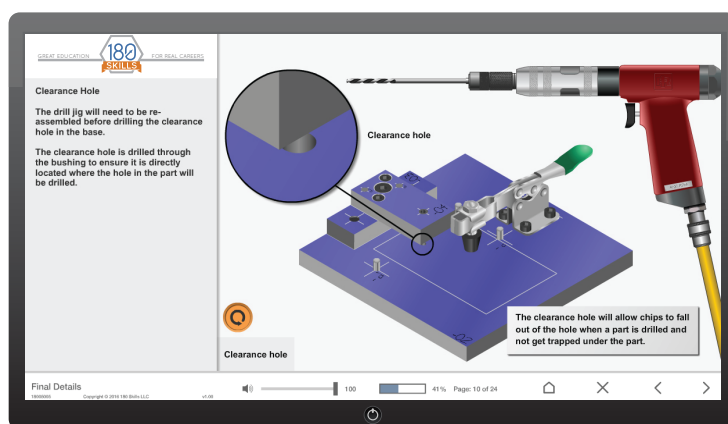 GREAT EDUCATION 180 SKILLS FOR REAL CAREERS
Clearance Hole
The drill jig will need to be re-
assembled before drilling the clearance
hole in the base.
The clearance hole is drilled through
the bushing to ensure it is directly
located where the hole in the part will
be drilled.
Clearance hole
The clearance hole will allow chips to fall
out of the hole when a part is drilled and
not get trapped under the part.
Clearance hole
Final Details
Copyright © 2016 180 Skills LLC
v1.00
100
41% Page: 10 of 24